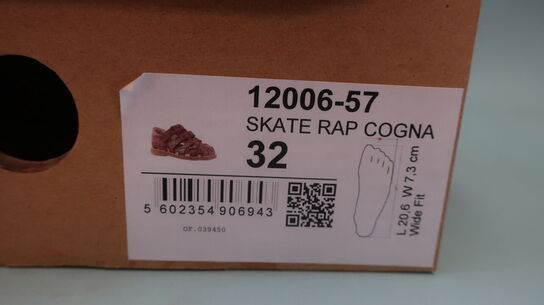 12006-57
SKATE RAP COGNA
32
5 602354 906943
OF.039450
L 20,6 W 7,3 cm
Wide Fit